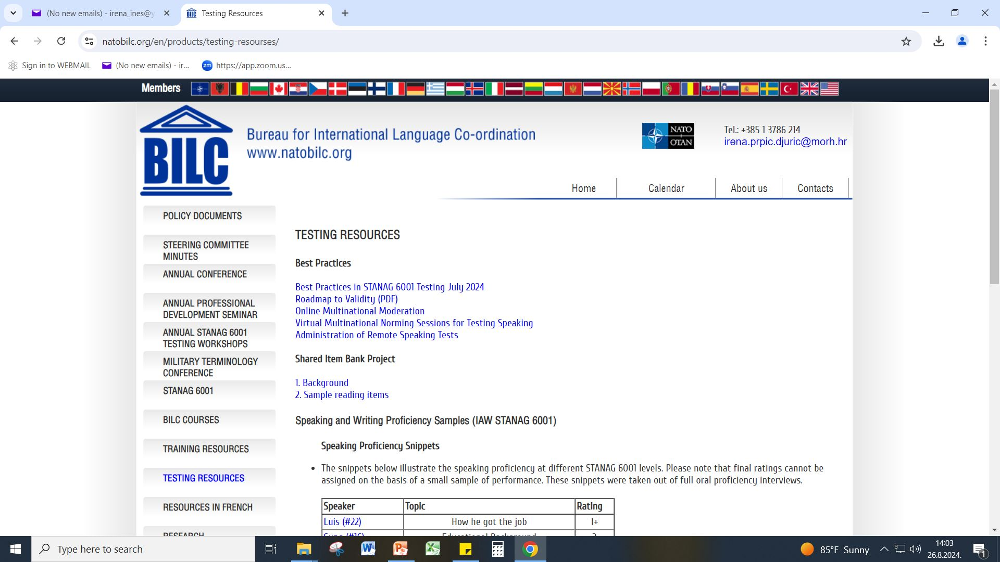 (No new emails) - irena_ines@y
Testing Resources
natobilc.org/en/products/testing-resourses/
Sign in to WEBMAIL
(No new emails) - ir...
zm
https://app.zoom.us...
Members
BILC
Bureau for International Language Co-ordination
www.natobilc.org
NATO
OTAN
Tel.: +385 1 3786 214
irena.prpic.djuric@morh.hr
Home
Calendar
About us
Contacts
POLICY DOCUMENTS
STEERING COMMITTEE
MINUTES
ANNUAL CONFERENCE
ANNUAL PROFESSIONAL
DEVELOPMENT SEMINAR
ANNUAL STANAG 6001
TESTING WORKSHOPS
MILITARY TERMINOLOGY
CONFERENCE
STANAG 6001
BILC COURSES
TRAINING RESOURCES
TESTING RESOURCES
RESOURCES IN FRENCH
RESEARCH
TESTING RESOURCES
Best Practices
Best Practices in STANAG 6001 Testing July 2024
Roadmap to Validity (PDF)
Online Multinational Moderation
Virtual Multinational Norming Sessions for Testing Speaking
Administration of Remote Speaking Tests
Shared Item Bank Project
1. Background
2. Sample reading items
Speaking and Writing Proficiency Samples (IAW STANAG 6001)
Speaking Proficiency Snippets
• The snippets below illustrate the speaking proficiency at different STANAG 6001 levels. Please note that final ratings cannot be
assigned on the basis of a small sample of performance. These snippets were taken out of full oral proficiency interviews.
Speaker Topic Rating
Luis (#22) How he got the job 1+
Educational Background
Type here to search
85°F Sunny
14:03
26.8.2024.
1